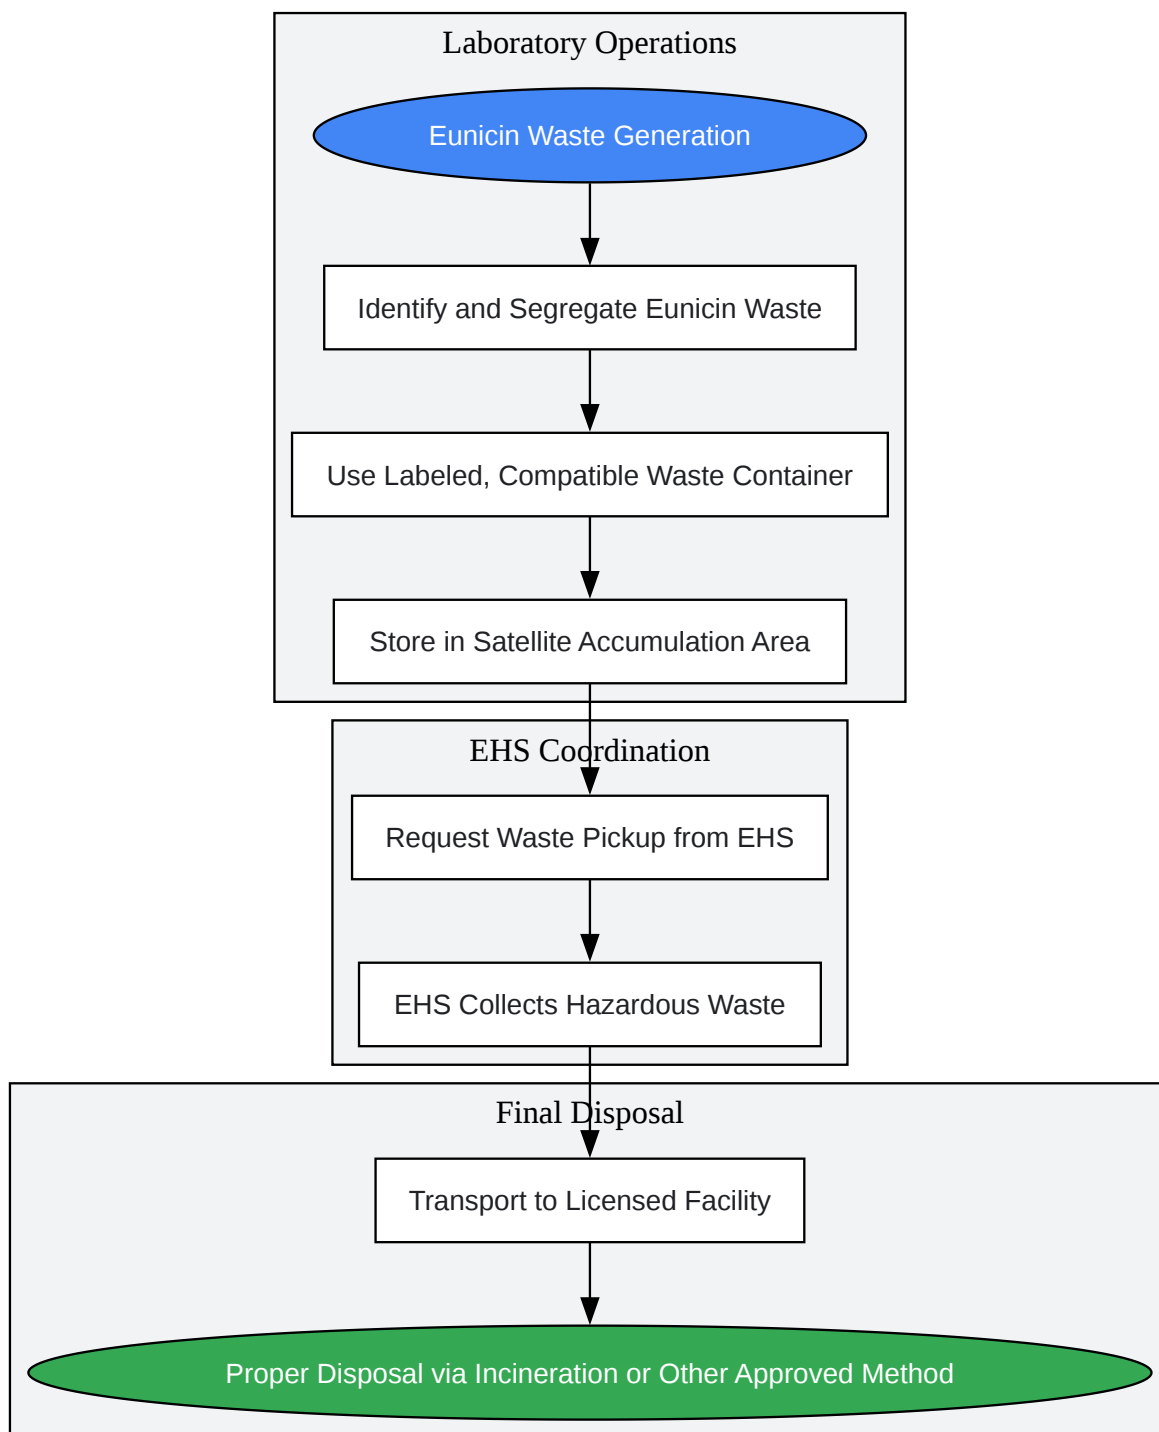 Laboratory Operations
Eunicin Waste Generation
Identify and Segregate Eunicin Waste
Use Labeled, Compatible Waste Container
Store in Satellite Accumulation Area
EHS Coordination
Request Waste Pickup from EHS
EHS Collects Hazardous Waste
Final Disposal
Transport to Licensed Facility
Proper Disposal via Incineration or Other Approved Method